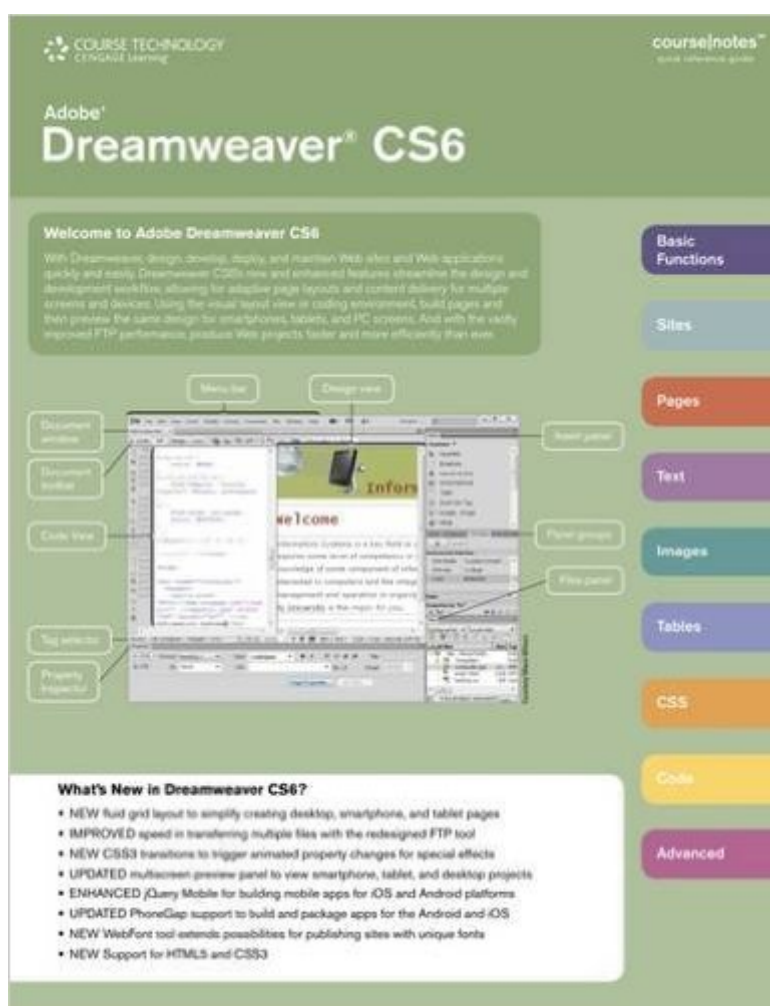 COURSE TECHNOLOGY
CENGAGE Learning
course|notes™
quick reference guide
Adobe®
Dreamweaver® CS6
Welcome to Adobe Dreamweaver CS6
With Dreamweaver, design, develop, deploy, and maintain Web sites and Web applications
quickly and easily. Dreamweaver CS6's new and enhanced features streamline the design and
development workflow, allowing for adaptive page layouts and content delivery for multiple
screens and devices. Using the visual layout view or coding environment, build pages and
then preview the same design for smartphones, tablets, and PC screens. And with the vastly
improved FTP performance, produce Web projects faster and more efficiently than ever.
Basic
Functions
Sites
Pages
Text
Images
Tables
CSS
Code
Advanced
Menu bar
Design view
Document
window
Document
toolbar
Code View
Tag selector
Property
inspector
Insert panel
Panel groups
Files panel
Inform
Welcome
What's New in Dreamweaver CS6?
• NEW fluid grid layout to simplify creating desktop, smartphone, and tablet pages
• IMPROVED speed in transferring multiple files with the redesigned FTP tool
• NEW CSS3 transitions to trigger animated property changes for special effects
• UPDATED multiscreen preview panel to view smartphone, tablet, and desktop projects
• ENHANCED jQuery Mobile for building mobile apps for iOS and Android platforms
• UPDATED PhoneGap support to build and package apps for the Android and iOS
• NEW WebFont tool extends possibilities for publishing sites with unique fonts
• NEW Support for HTML5 and CSS3